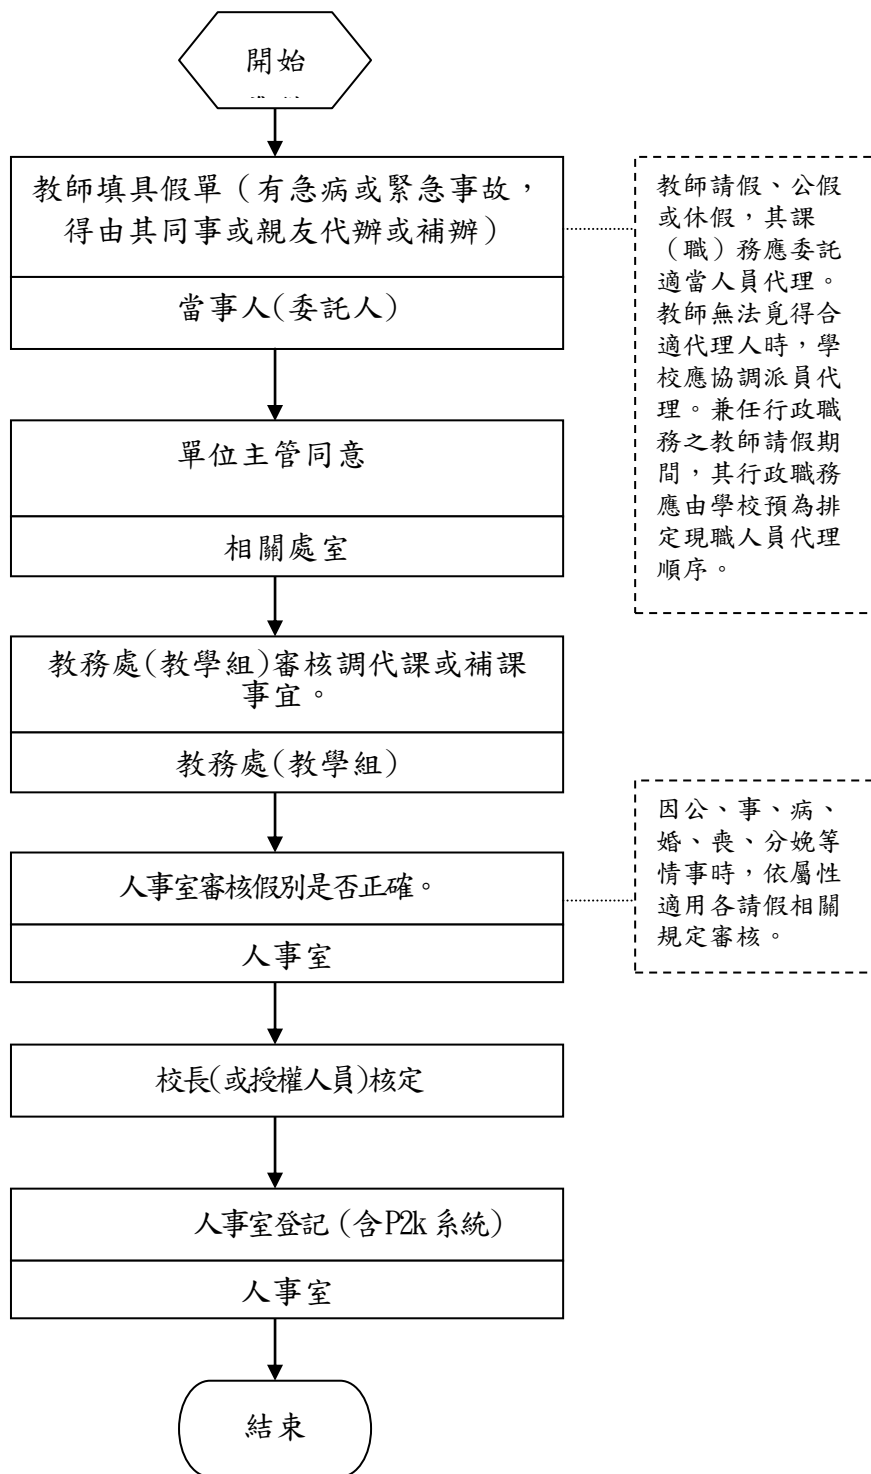 開始
教師填具假單（有急病或緊急事故，
得由其同事或親友代辦或補辦）
當事人(委託人)
教師請假、公假
或休假，其課
（職）務應委託
適當人員代理。
教師無法覓得合
適代理人時，學
校應協調派員代
理。兼任行政職
務之教師請假期
間，其行政職務
應由學校預為排
定現職人員代理
順序。
單位主管同意
相關處室
教務處(教學組)審核調代課或補課
事宜。
教務處(教學組)
人事室審核假別是否正確。
人事室
因公、事、病、
婚、喪、分娩等
情事時，依屬性
適用各請假相關
規定審核。
校長(或授權人員)核定
人事室登記(含P2k系統)
人事室
結束